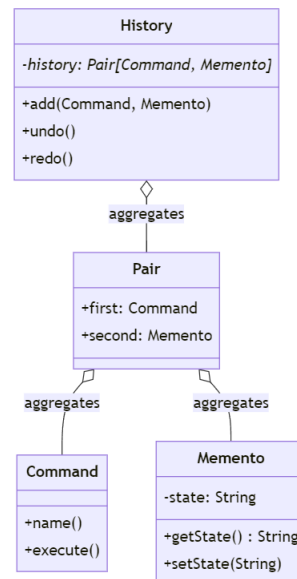 History
-history: Pair[Command, Memento]
+add(Command, Memento)
+undo()
+redo()
aggregates
Pair
+first: Command
+second: Memento
aggregates
aggregates
Command
+name()
+execute()
Memento
-state: String
+getState() : String
+setState(String)